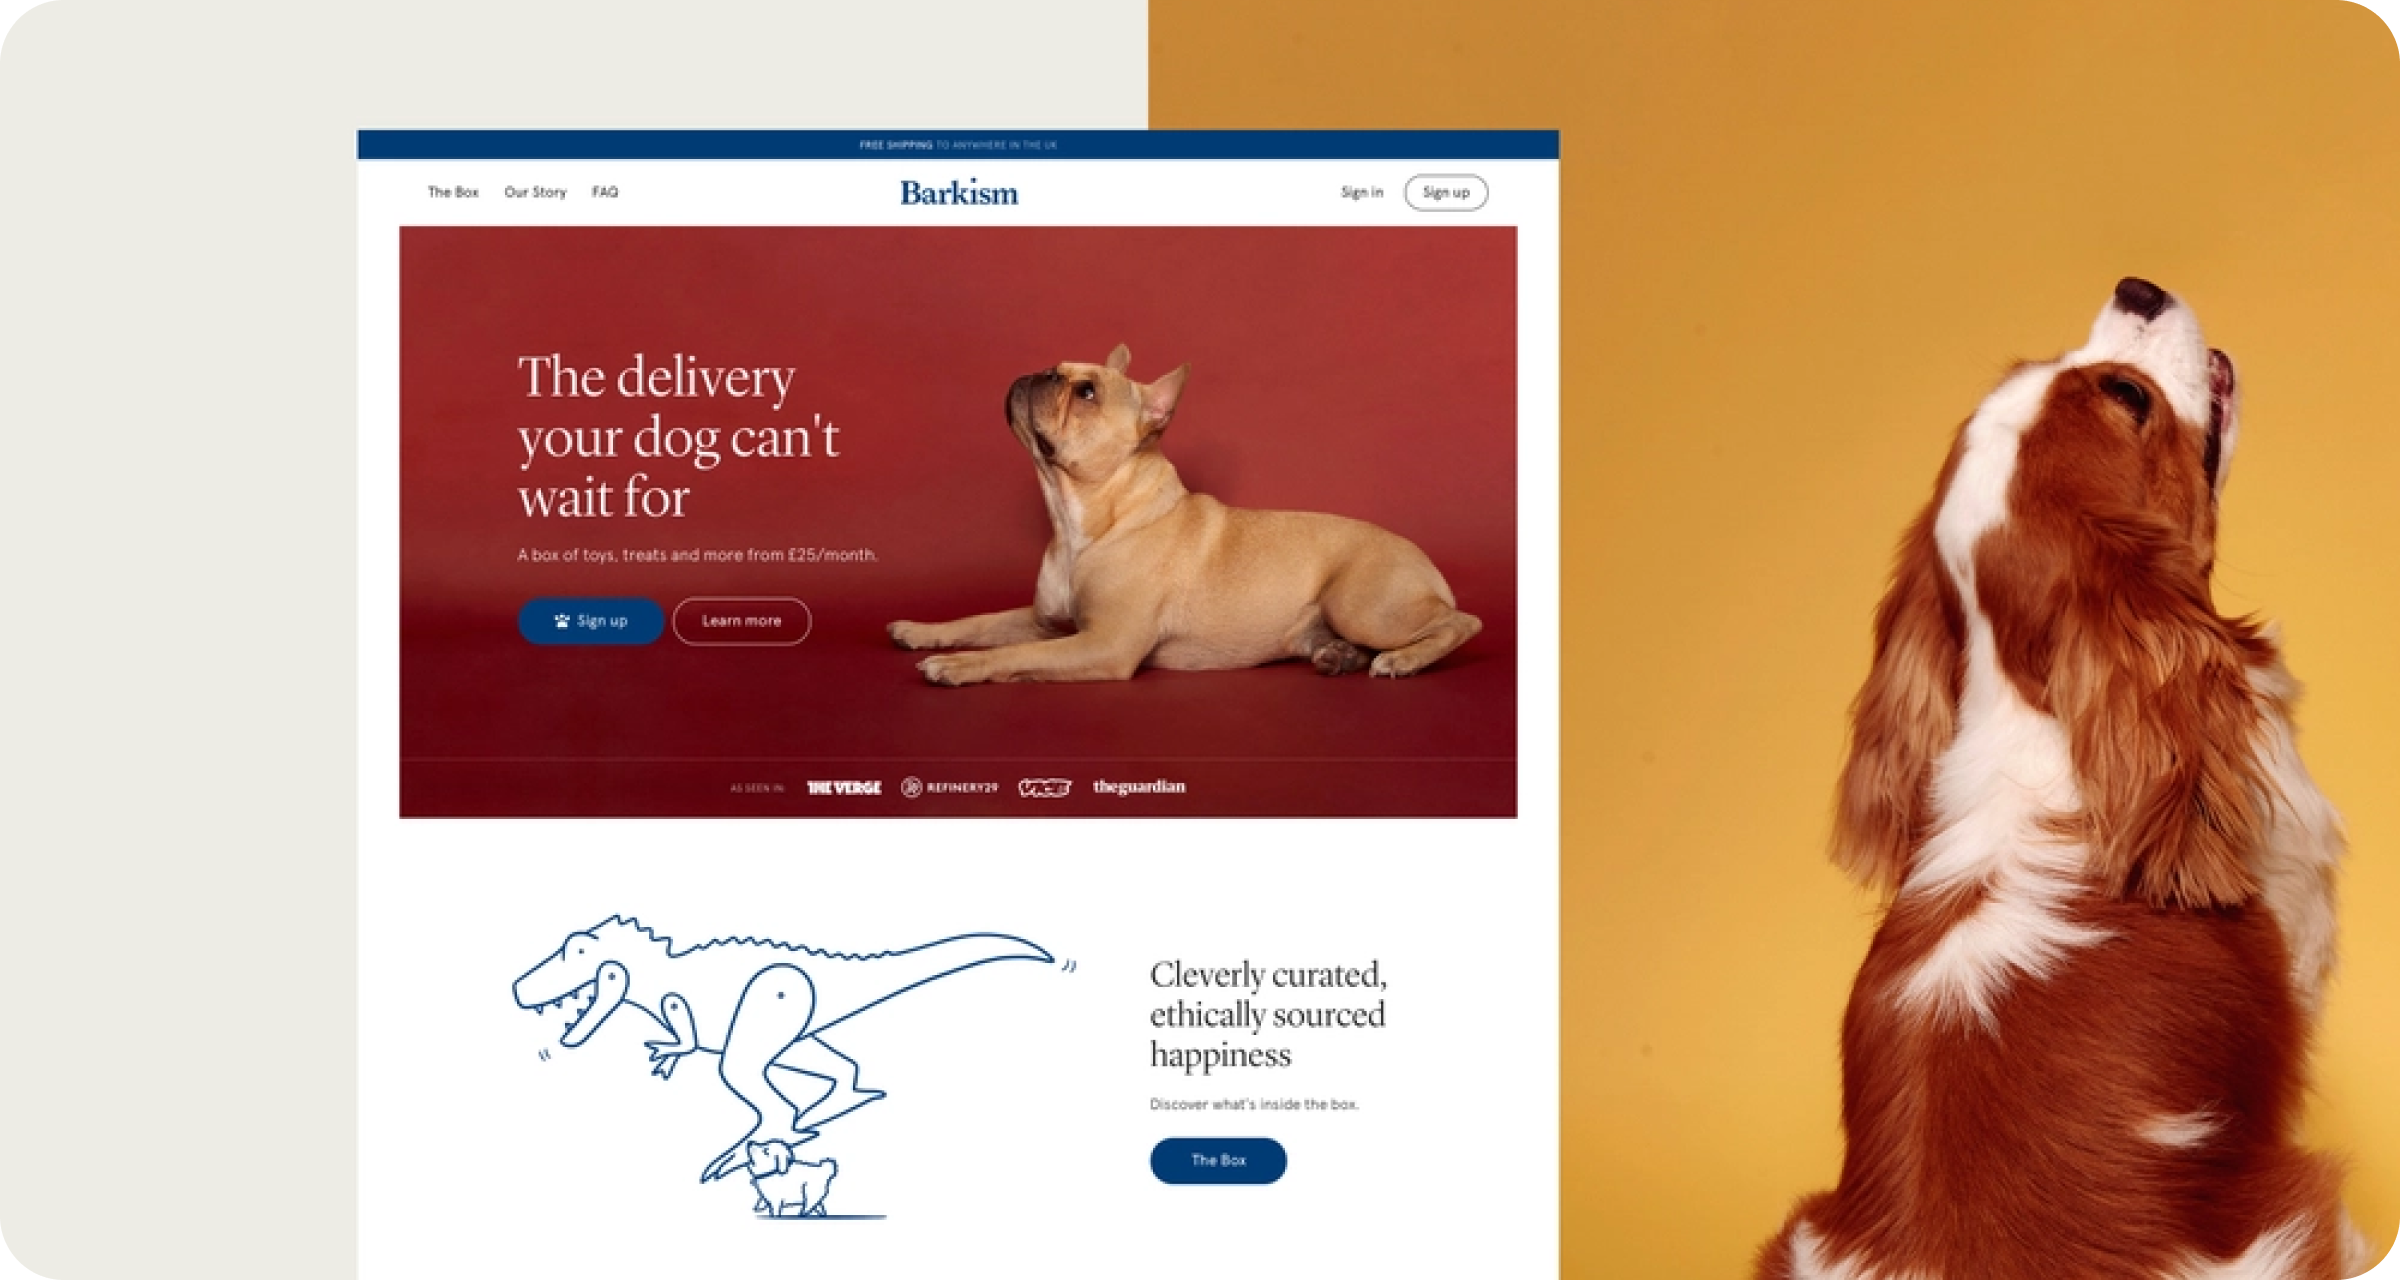 FREE SHIPPING TO ANYWHERE IN THE UK
The Box Our Story FAQ Barkism Sign in Sign up
The delivery
your dog can't
wait for
A box of toys, treats and more from £25/month.
Sign up Learn more
AS SEEN IN: THE VERGE REFINERY29 VICE theguardian
Cleverly curated,
ethically sourced
happiness
Discover what's inside the box.
The Box